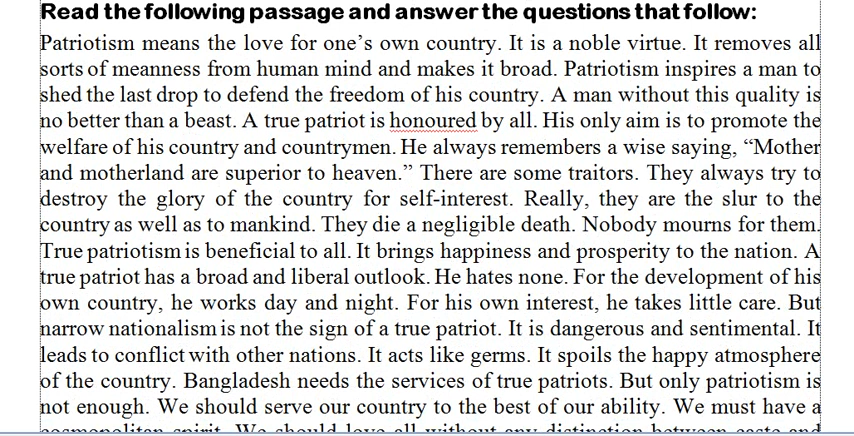 Read the following passage and answer the questions that follow:
Patriotism means the love for one’s own country. It is a noble virtue. It removes all
sorts of meanness from human mind and makes it broad. Patriotism inspires a man to
shed the last drop to defend the freedom of his country. A man without this quality is
no better than a beast. A true patriot is honoured by all. His only aim is to promote the
welfare of his country and countrymen. He always remembers a wise saying, “Mother
and motherland are superior to heaven.” There are some traitors. They always try to
destroy the glory of the country for self-interest. Really, they are the slur to the
country as well as to mankind. They die a negligible death. Nobody mourns for them.
True patriotism is beneficial to all. It brings happiness and prosperity to the nation. A
true patriot has a broad and liberal outlook. He hates none. For the development of his
own country, he works day and night. For his own interest, he takes little care. But
narrow nationalism is not the sign of a true patriot. It is dangerous and sentimental. It
leads to conflict with other nations. It acts like germs. It spoils the happy atmosphere
of the country. Bangladesh needs the services of true patriots. But only patriotism is
not enough. We should serve our country to the best of our ability. We must have a
cosmopolitan spirit. We should love all without any distinction between caste and